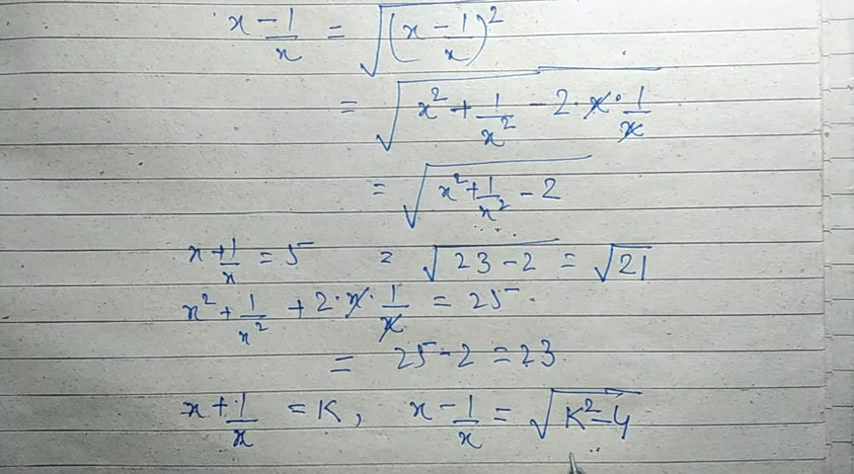 x - 1/x = √(x - 1/x)²
= √x² + 1/x² - 2·x·1/x
= √x² + 1/x² - 2
x + 1/x = 5 = √23 - 2 = √21
x² + 1/x² + 2·x·1/x = 25
= 25 - 2 = 23
x + 1/x = K, x - 1/x = √K² - 4